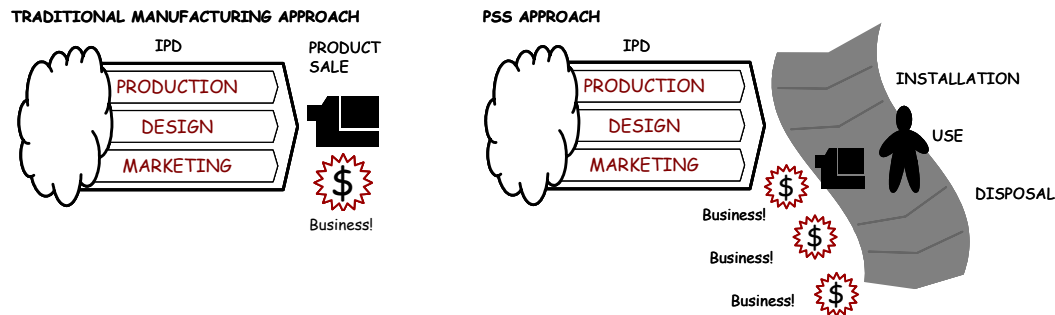 TRADITIONAL MANUFACTURING APPROACH
IPD
PRODUCT
SALE
PRODUCTION
DESIGN
MARKETING
$
Business!
PSS APPROACH
IPD
PRODUCTION
DESIGN
MARKETING
INSTALLATION
USE
DISPOSAL
$
Business!
$
Business!
$
Business!